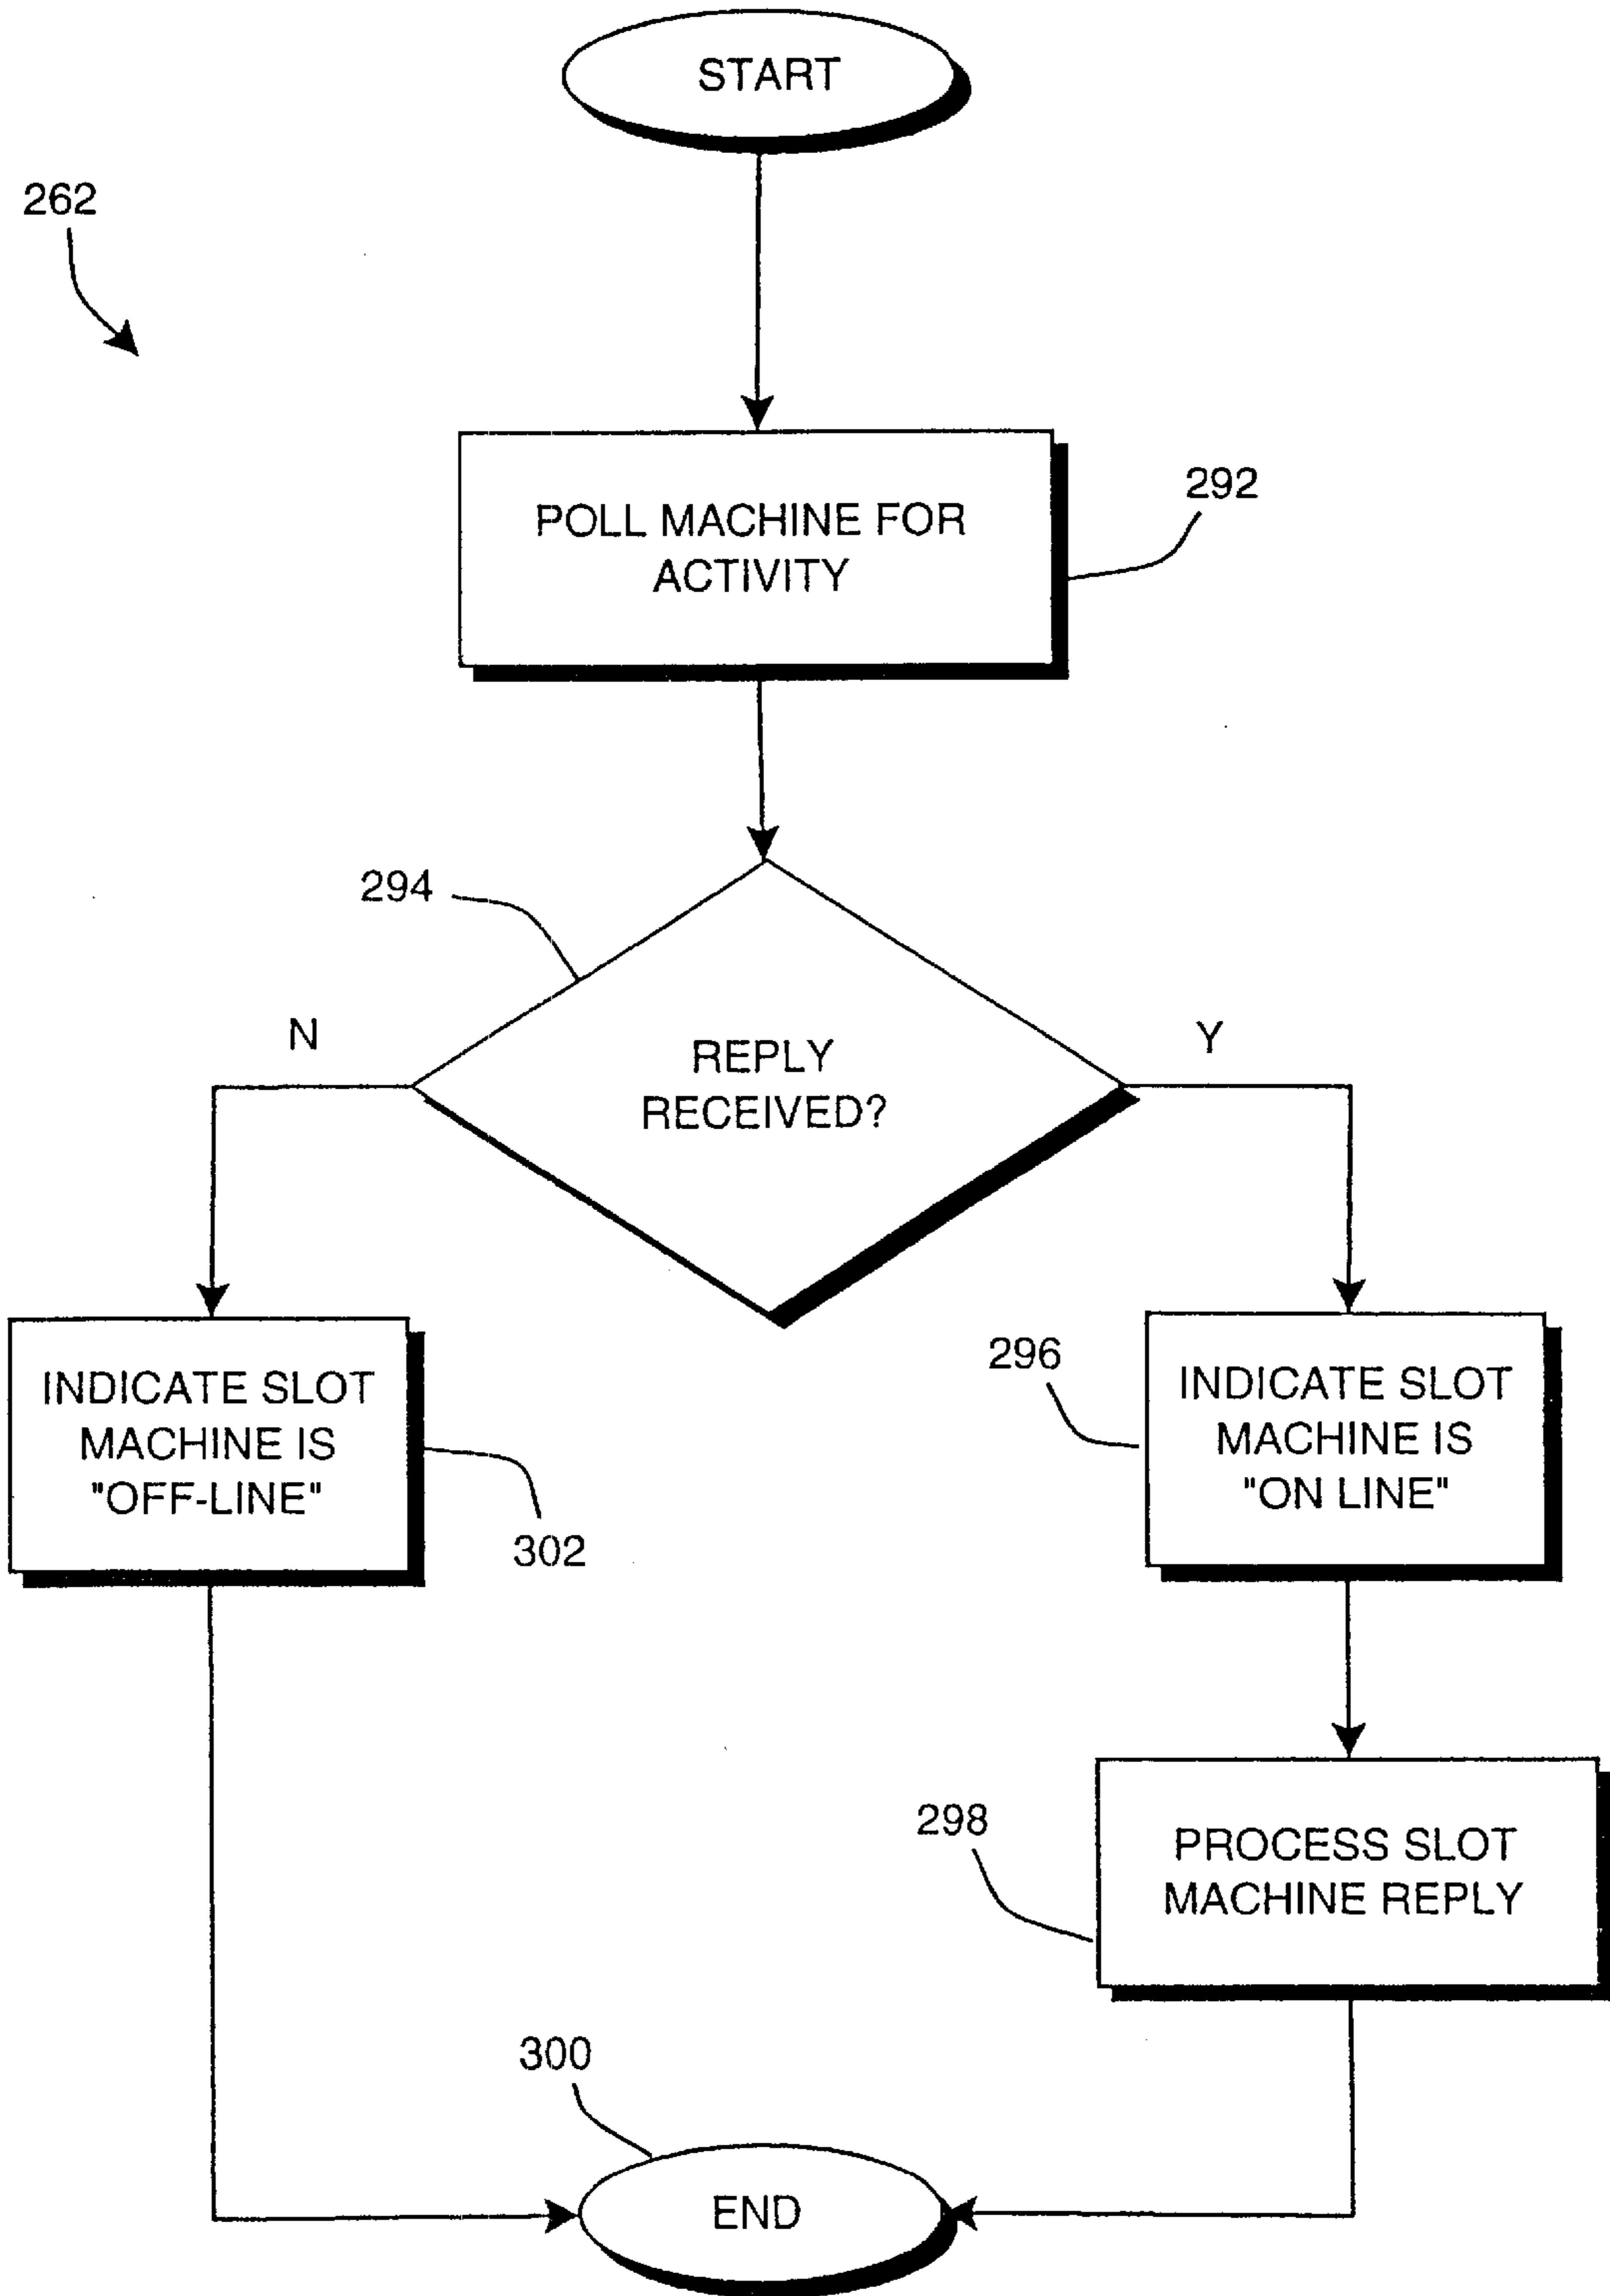 START
262
POLL MACHINE FOR
ACTIVITY
292
294
N
REPLY
RECEIVED?
Y
INDICATE SLOT
MACHINE IS
"OFF-LINE"
302
296
INDICATE SLOT
MACHINE IS
"ON LINE"
298
PROCESS SLOT
MACHINE REPLY
300
END